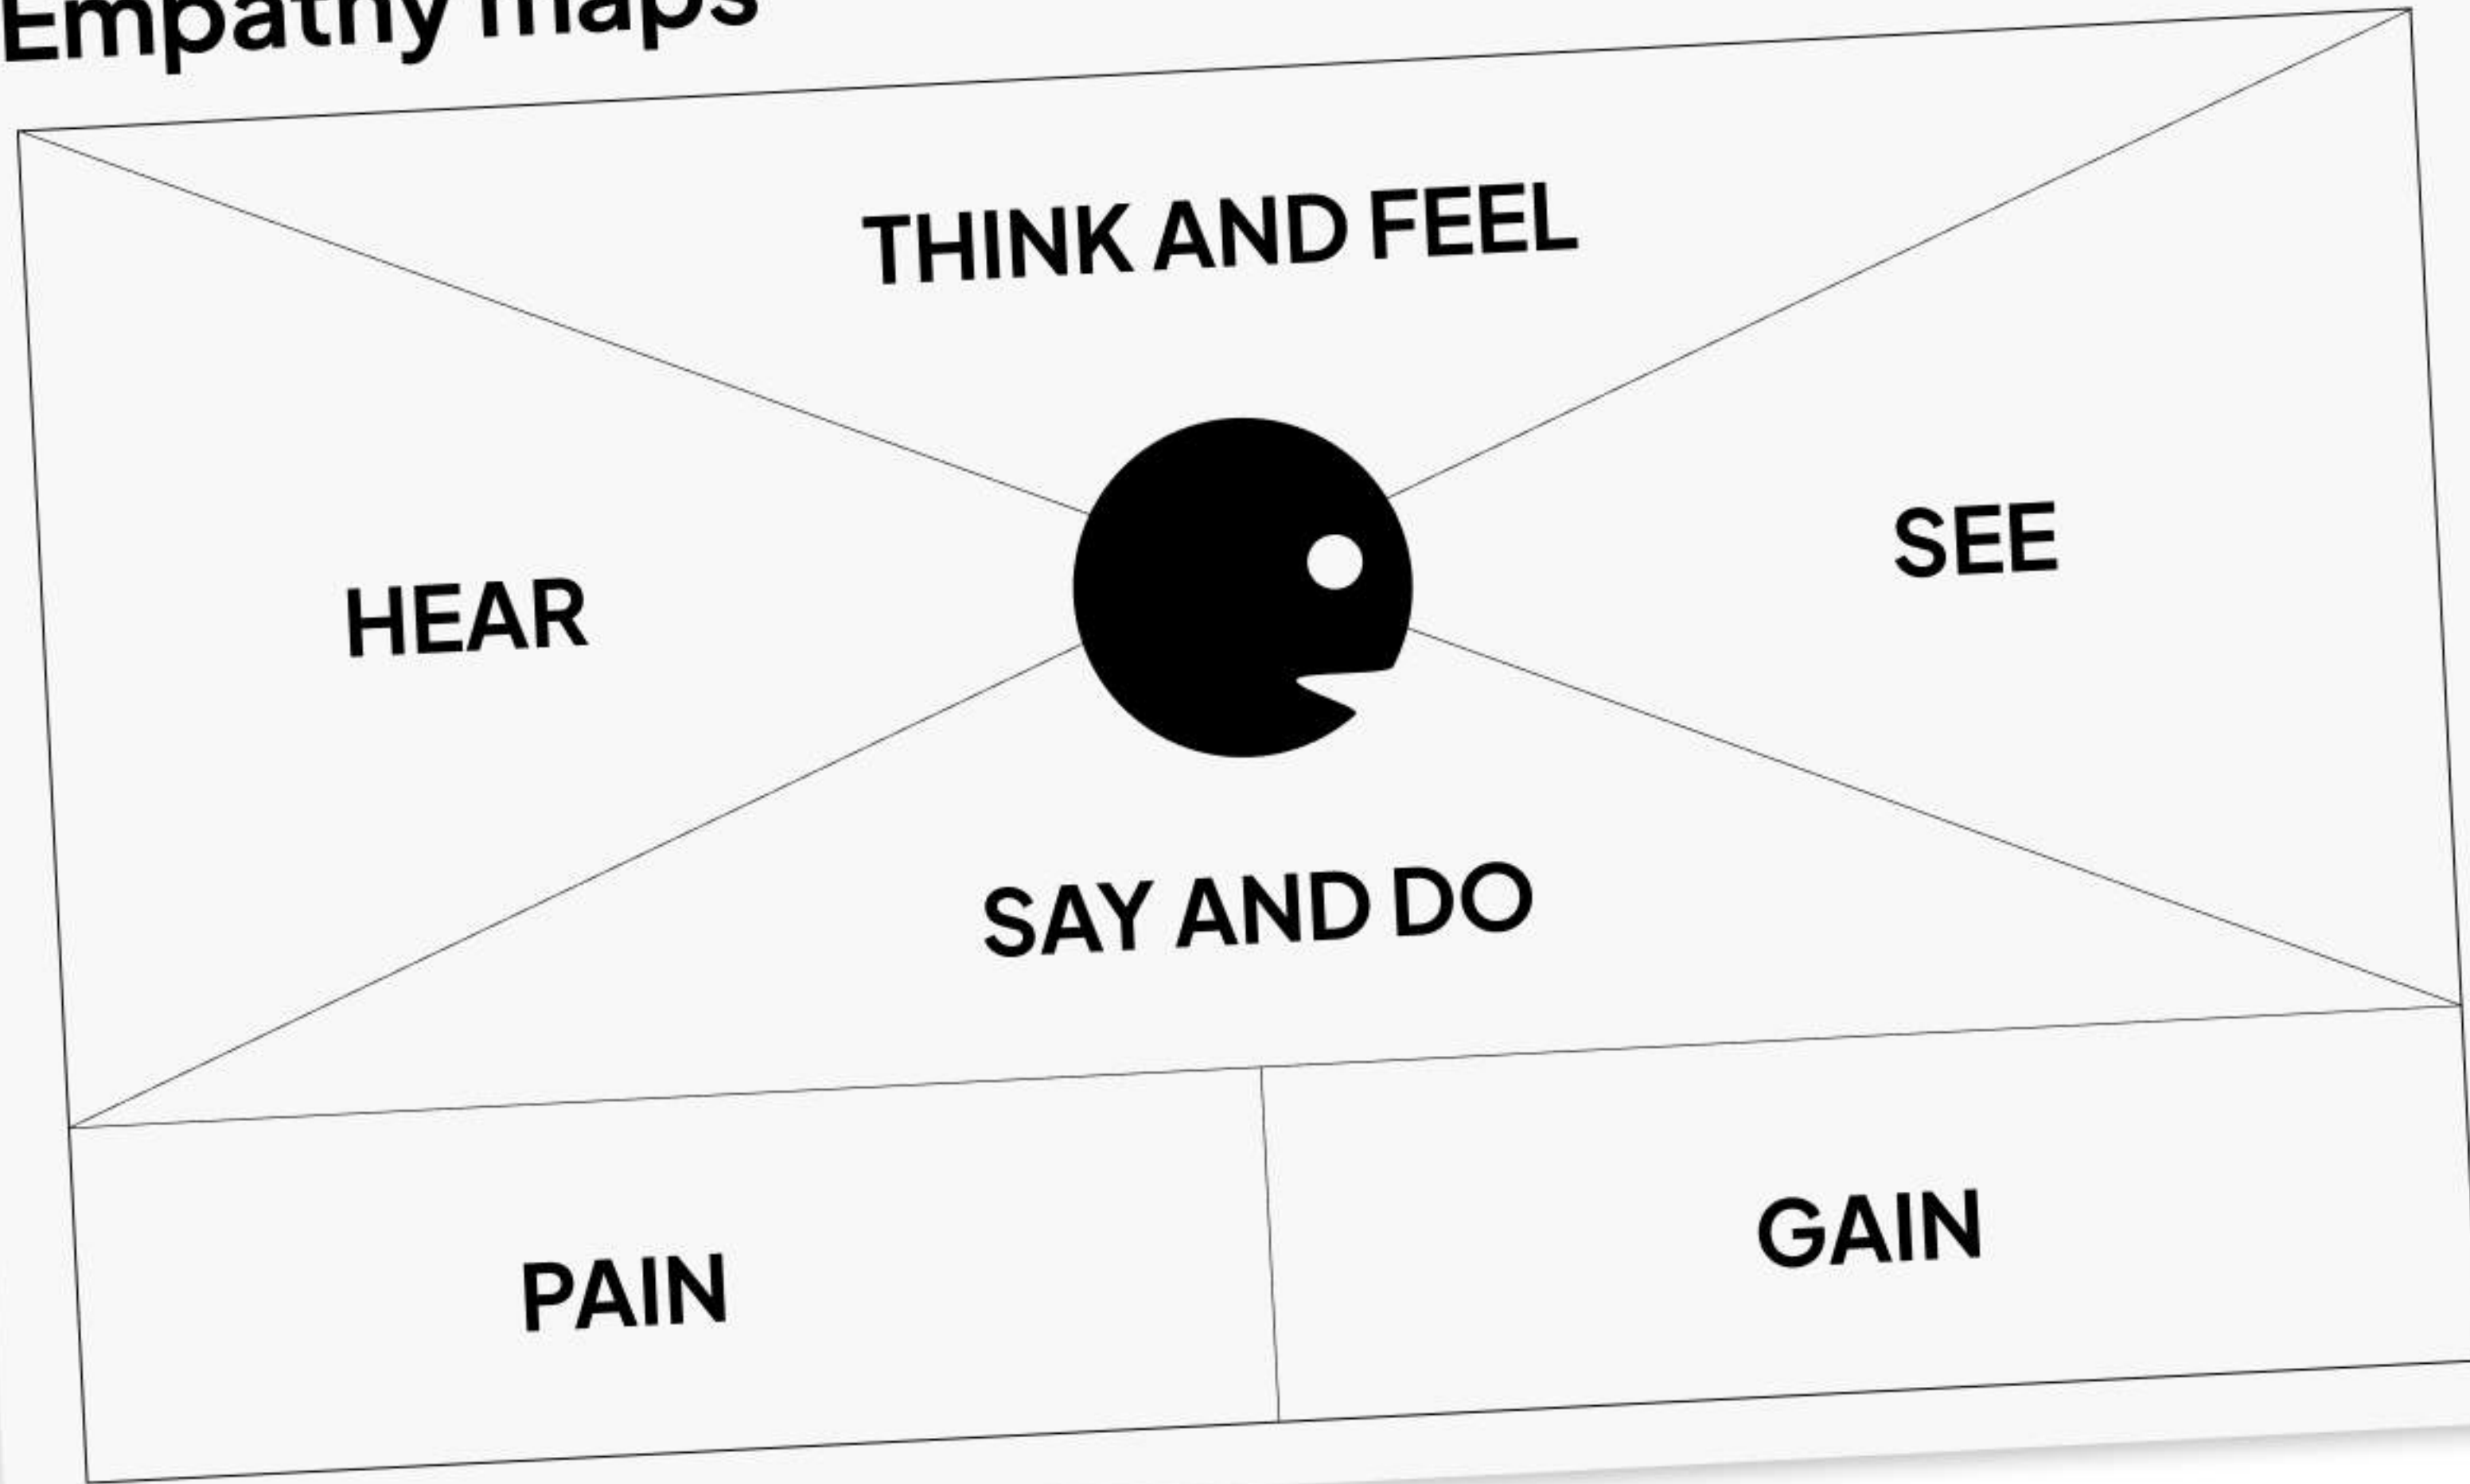 Empathy maps
THINK AND FEEL
HEAR
SEE
SAY AND DO
PAIN
GAIN